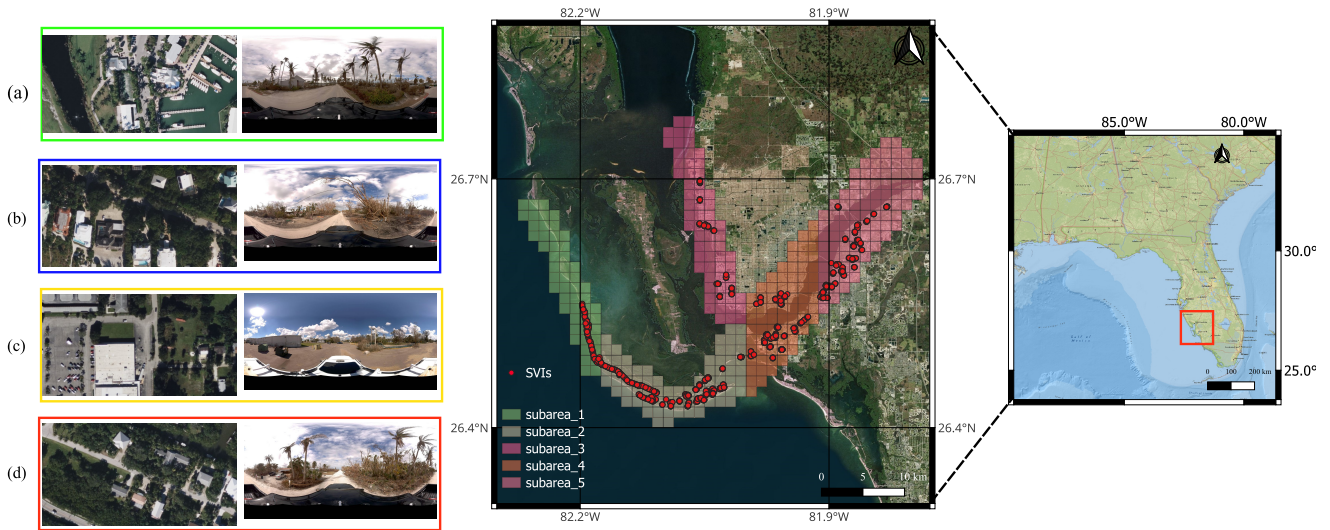 (a)
(b)
(c)
(d)
82.2°W
81.9°W
26.7°N
26.7°N
26.4°N
26.4°N
SVIs
subarea_1
subarea_2
subarea_3
subarea_4
subarea_5
0 5 10 km
82.2°W
81.9°W
85.0°W
80.0°W
30.0°
25.0°
0 100 200 km